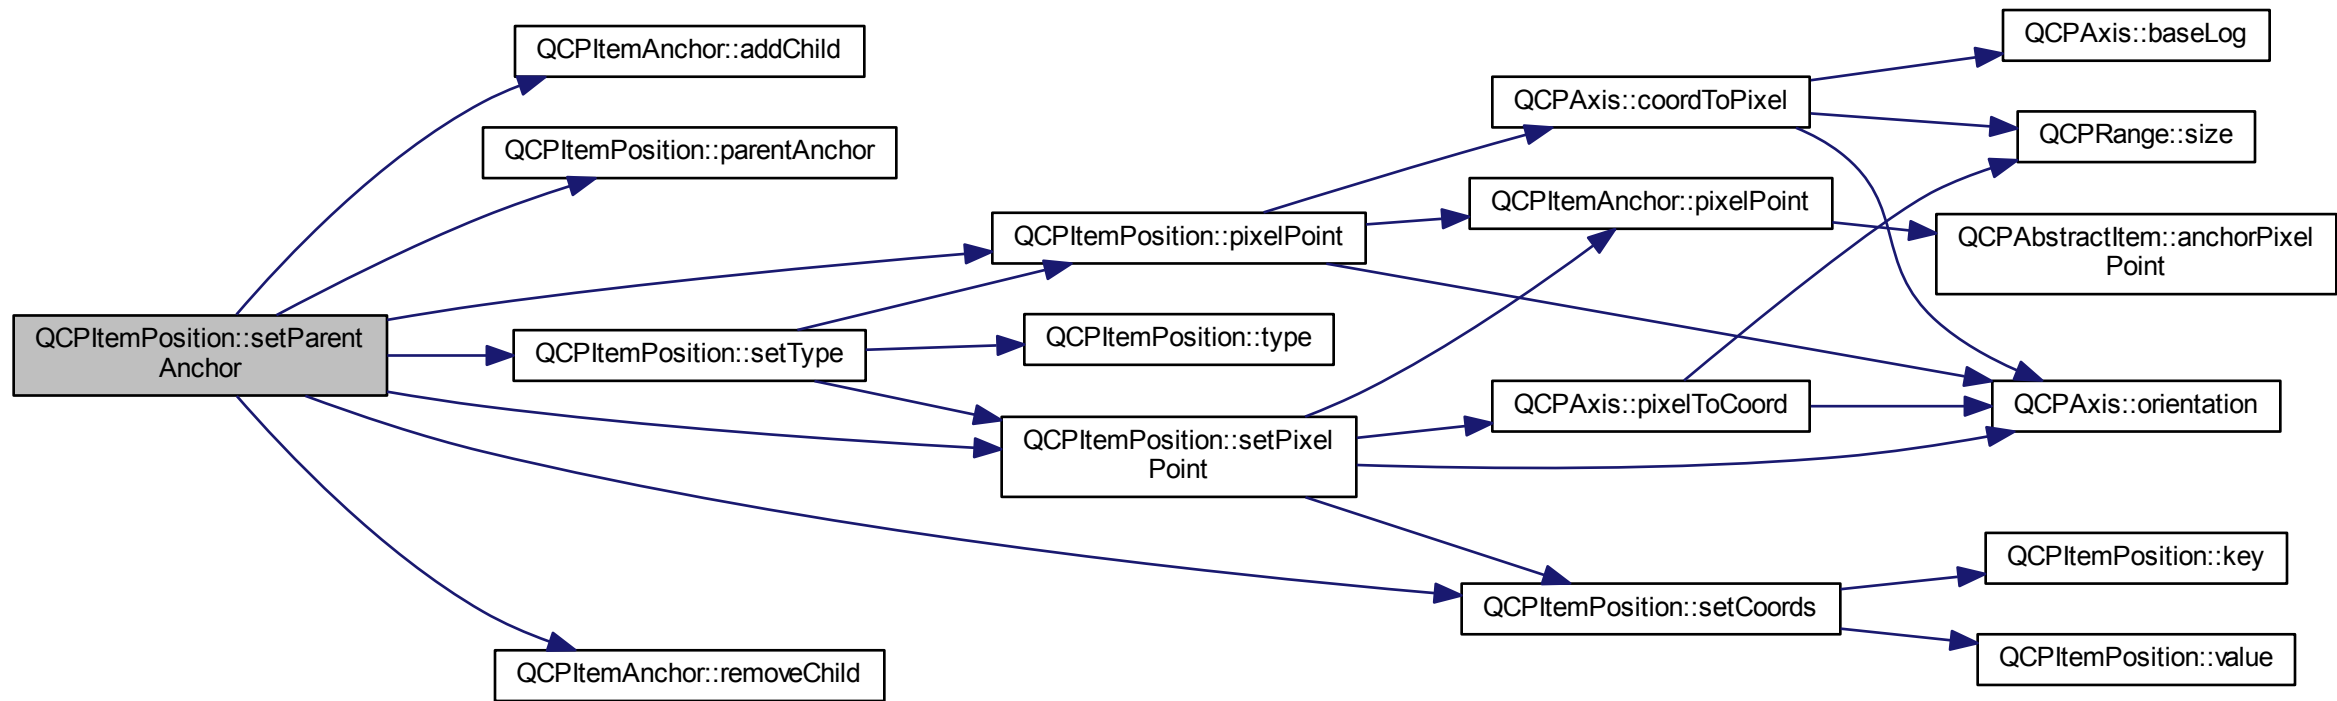 QCPItemAnchor::addChild
QCPItemPosition::parentAnchor
QCPItemPosition::setParent
Anchor
QCPItemPosition::setType
QCPItemAnchor::removeChild
QCPItemPosition::pixelPoint
QCPItemPosition::type
QCPItemPosition::setPixel
Point
QCPAxis::coordToPixel
QCPItemAnchor::pixelPoint
QCPAxis::pixelToCoord
QCPItemPosition::setCoords
QCPAxis::baseLog
QCPRange::size
QCPAbstractItem::anchorPixel
Point
QCPAxis::orientation
QCPItemPosition::key
QCPItemPosition::value